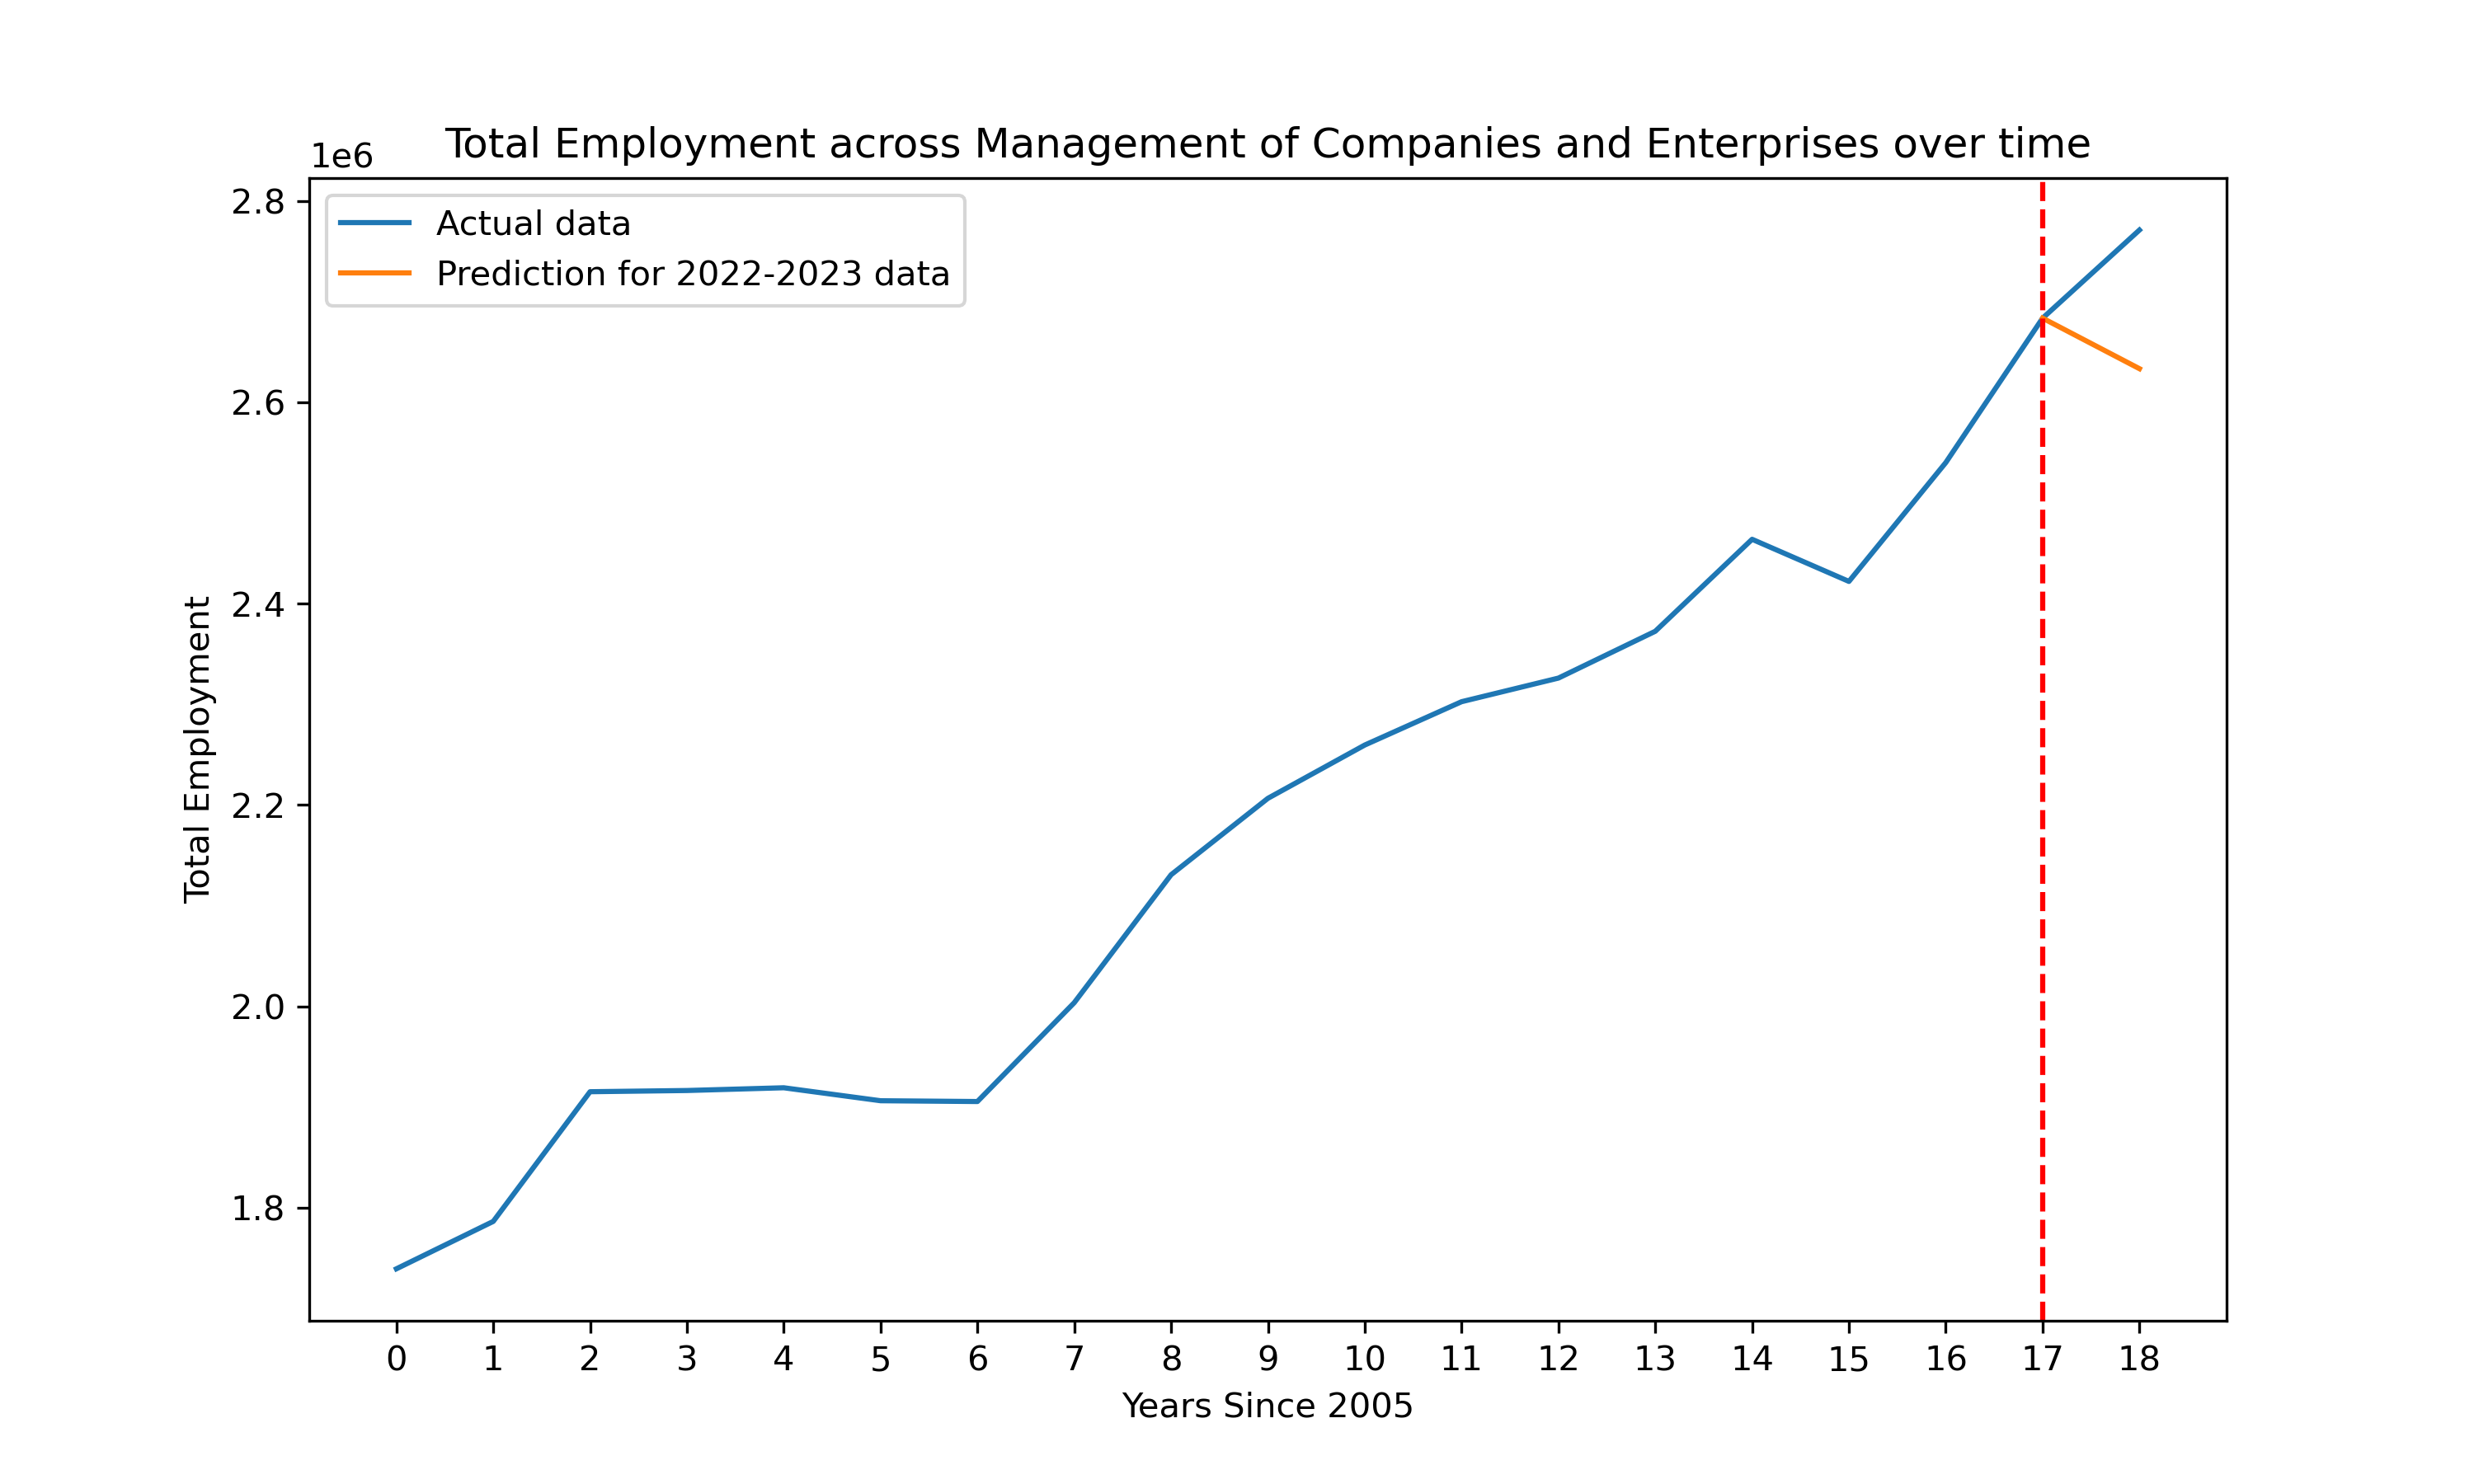 Total Employment across Management of Companies and Enterprises over time
1e6
Actual data
Prediction for 2022-2023 data
2.8
2.6
2.4
2.2
2.0
1.8
Total Employment
0 1 2 3 4 5 6 7 8 9 10 11 12 13 14 15 16 17 18
Years Since 2005